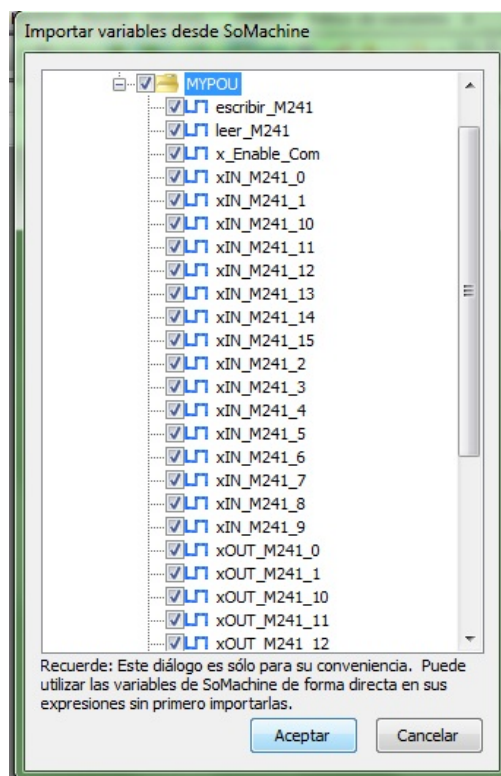 Importar variables desde SoMachine
MYPOU
escribir_M241
leer_M241
x_Enable_Com
xIN_M241_0
xIN_M241_1
xIN_M241_10
xIN_M241_11
xIN_M241_12
xIN_M241_13
xIN_M241_14
xIN_M241_15
xIN_M241_2
xIN_M241_3
xIN_M241_4
xIN_M241_5
xIN_M241_6
xIN_M241_7
xIN_M241_8
xIN_M241_9
xOUT_M241_0
xOUT_M241_1
xOUT_M241_10
xOUT_M241_11
xOUT_M241_12
Recuerde: Este diálogo es sólo para su conveniencia. Puede
utilizar las variables de SoMachine de forma directa en sus
expresiones sin primero importarlas.
Aceptar Cancelar